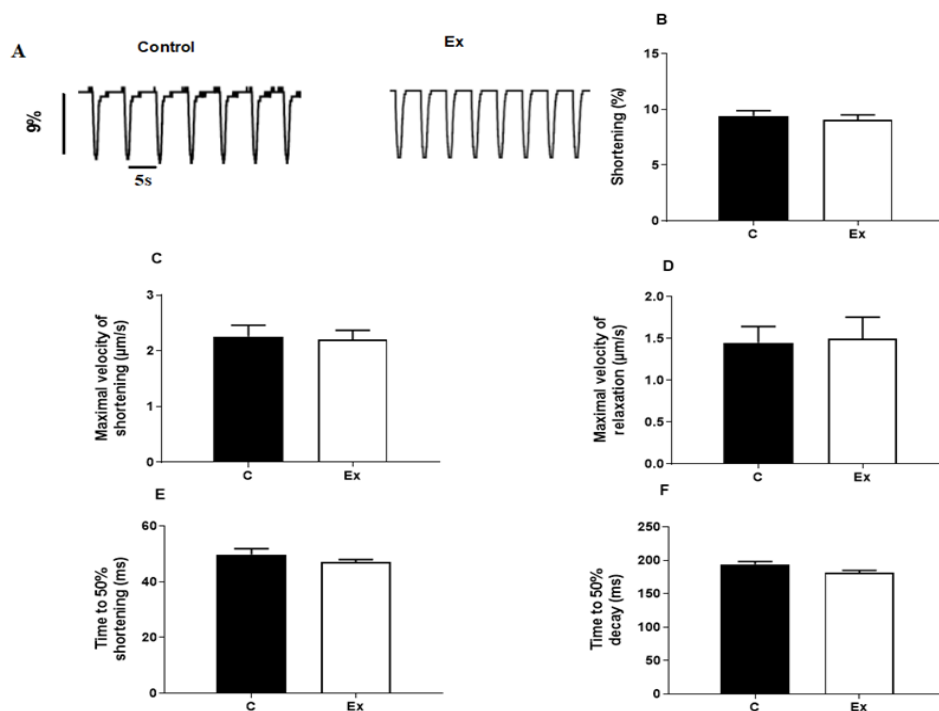 A
Control
Ex
9%
5s
B
Shortening (%)
15
10
5
0
C
Ex
C
Maximal velocity of
shortening (µm/s)
3
2
1
0
C
Ex
D
Maximal velocity of
relaxation (µm/s)
2.0
1.5
1.0
0.5
0.0
C
Ex
E
Time to 50%
shortening (ms)
60
40
20
0
C
Ex
F
Time to 50%
decay (ms)
250
200
150
100
50
0
C
Ex